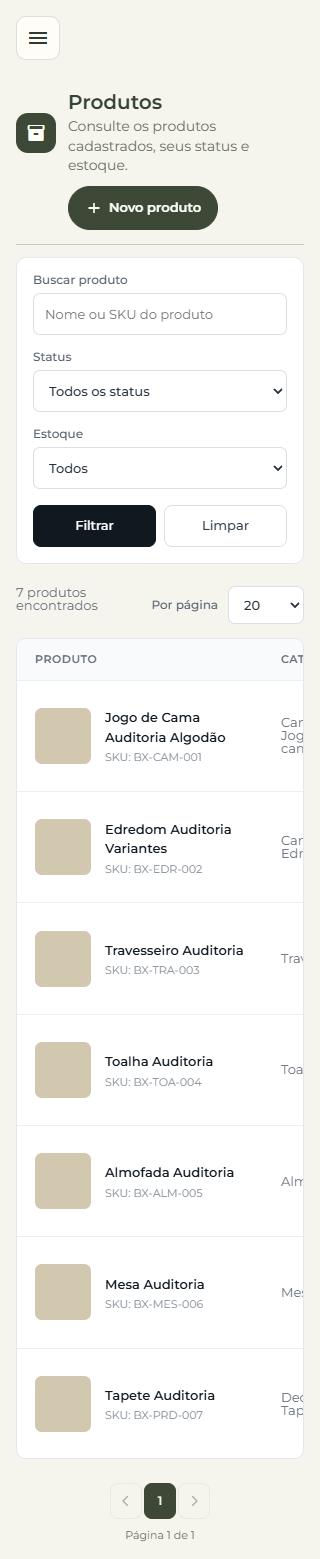 Produtos
Consulte os produtos
cadastrados, seus status e
estoque.
+ Novo produto
Buscar produto
Nome ou SKU do produto
Status
Todos os status
Estoque
Todos
Filtrar
Limpar
7 produtos
encontrados
Por página
20
PRODUTO
CAT
Jogo de Cama
Auditoria Algodão
SKU: BX-CAM-001
Edredom Auditoria
Variantes
SKU: BX-EDR-002
Travesseiro Auditoria
SKU: BX-TRA-003
Toalha Auditoria
SKU: BX-TOA-004
Almofada Auditoria
SKU: BX-ALM-005
Mesa Auditoria
SKU: BX-MES-006
Tapete Auditoria
SKU: BX-PRD-007
1
Página 1 de 1